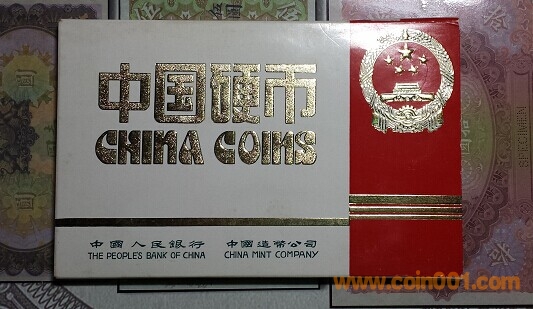 中国硬币
CHINA COINS
中國人民銀行 中國造幣公司
THE PEOPLE'S BANK OF CHINA CHINA MINT COMPANY
SPECIMEN
www.coin001.com